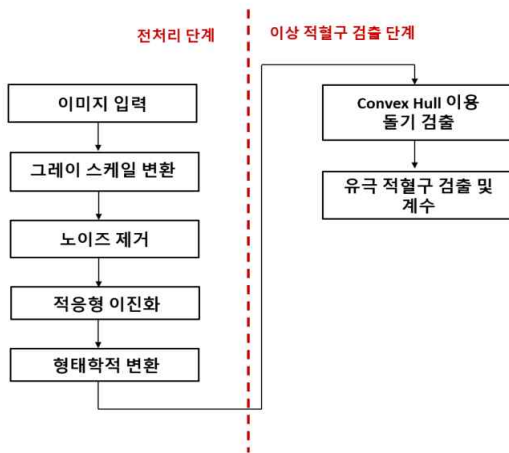 전처리 단계
이상 적혈구 검출 단계
이미지 입력
그레이 스케일 변환
노이즈 제거
적응형 이진화
형태학적 변환
Convex Hull 이용
돌기 검출
유극 적혈구 검출 및
계수